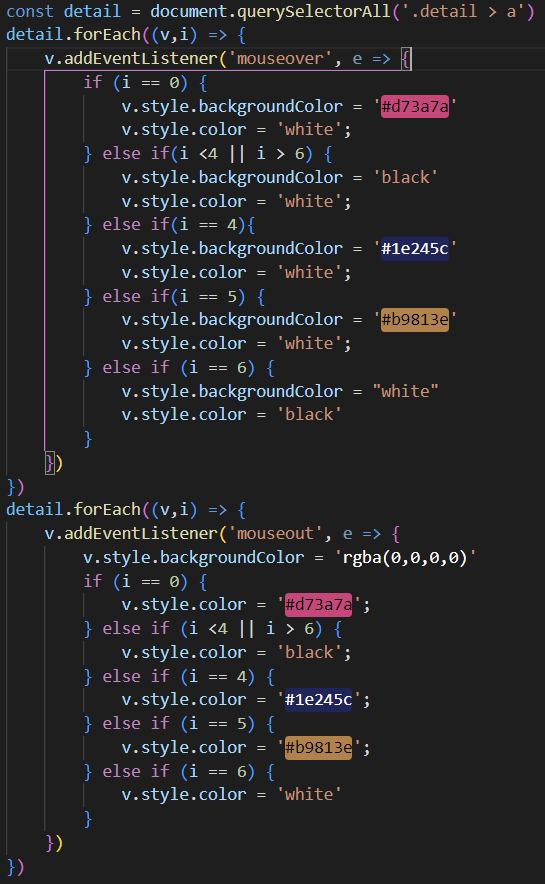 const detail = document.querySelectorAll('.detail > a')
detail.forEach((v,i) => {
    v.addEventListener('mouseover', e => {
        if (i == 0) {
            v.style.backgroundColor = '#d73a7a'
            v.style.color = 'white';
        } else if(i <4 || i > 6) {
            v.style.backgroundColor = 'black'
            v.style.color = 'white';
        } else if(i == 4){
            v.style.backgroundColor = '#1e245c'
            v.style.color = 'white';
        } else if(i == 5) {
            v.style.backgroundColor = '#b9813e'
            v.style.color = 'white';
        } else if (i == 6) {
            v.style.backgroundColor = "white"
            v.style.color = 'black'
        }
    })
})
detail.forEach((v,i) => {
    v.addEventListener('mouseout', e => {
        v.style.backgroundColor = 'rgba(0,0,0,0)'
        if (i == 0) {
            v.style.color = '#d73a7a';
        } else if (i <4 || i > 6) {
            v.style.color = 'black';
        } else if (i == 4) {
            v.style.color = '#1e245c';
        } else if (i == 5) {
            v.style.color = '#b9813e';
        } else if (i == 6) {
            v.style.color = 'white'
        }
    })
})